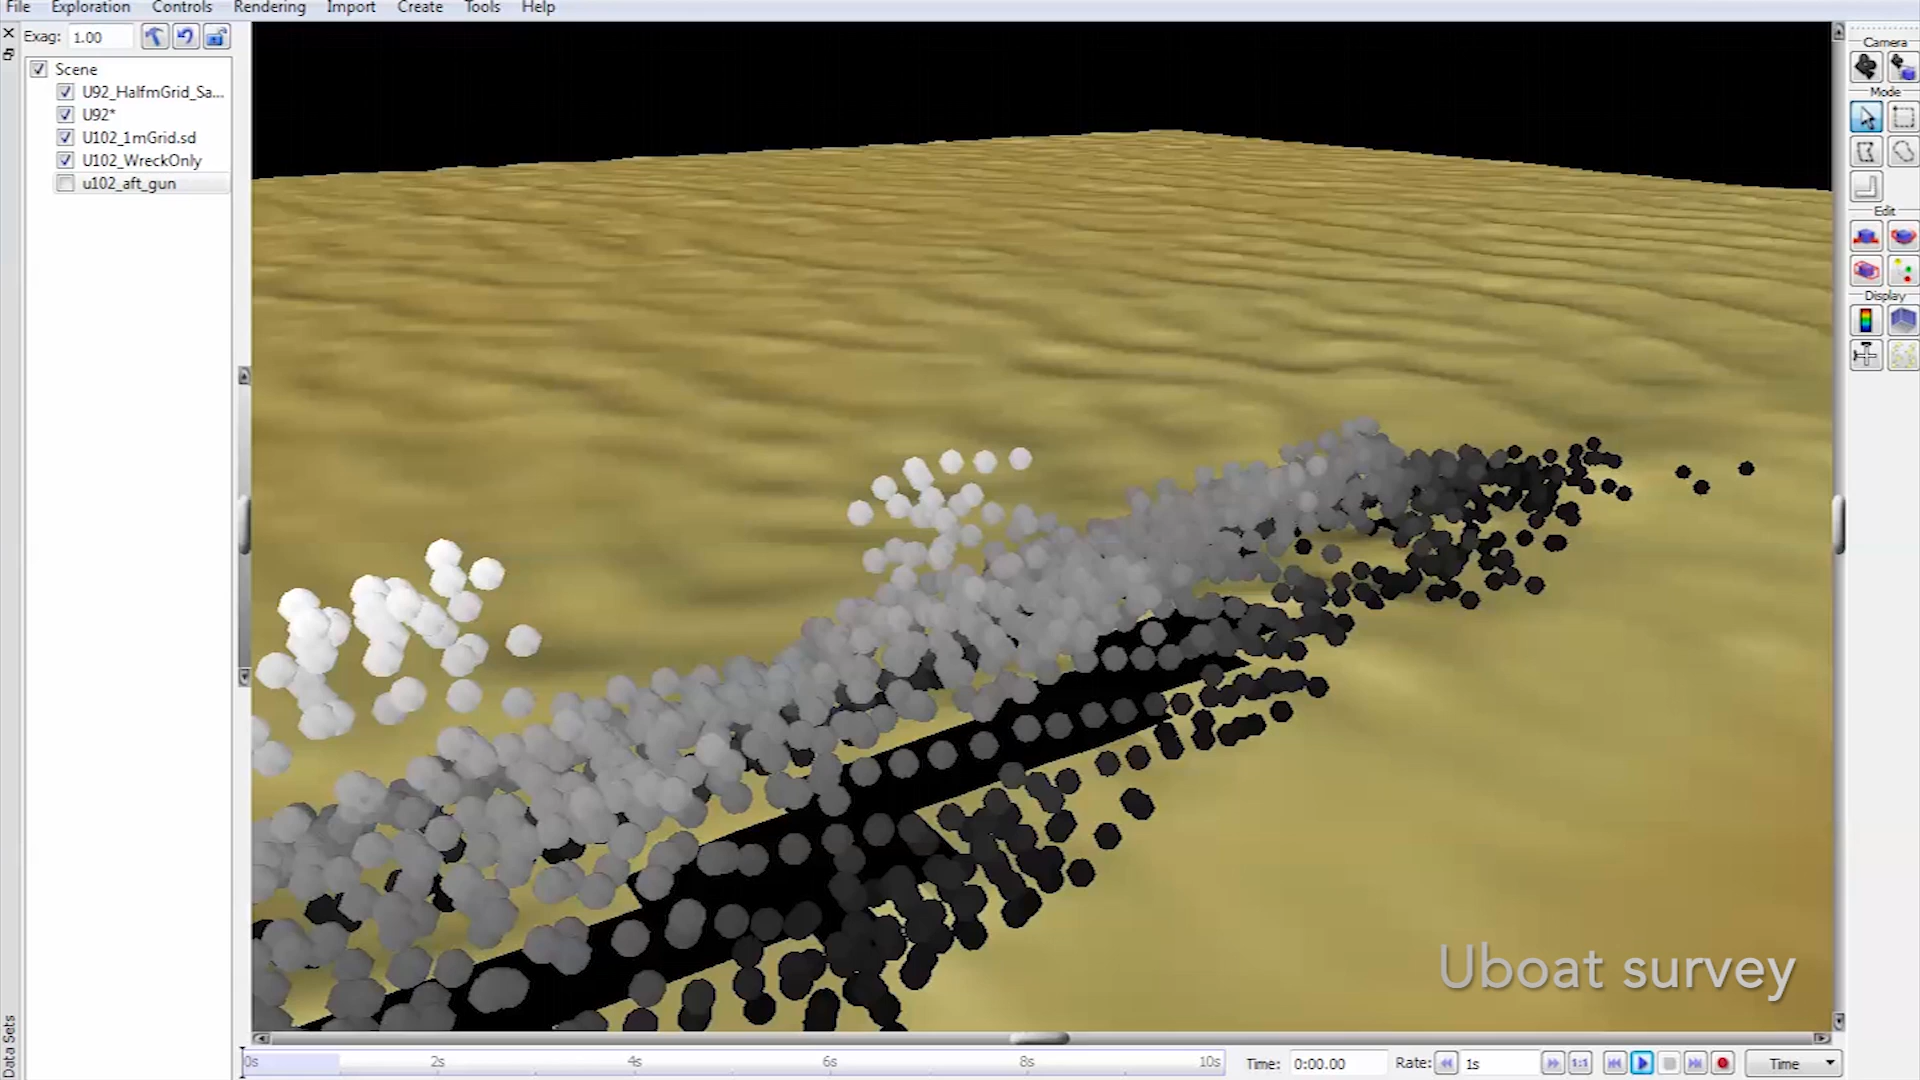 File Exploration Controls Rendering Import Create Tools Help
Exag: 1.00
Scene
U92_HalfmGrid_Sa...
U92*
U102_1mGrid.sd
U102_WreckOnly
u102_aft_gun
Data Sets
Camera
Mode
Edit
Display
1:1
Uboat survey
0s 2s 4s 6s 8s 10s
Time: 0:00.00 Rate: 1s Time